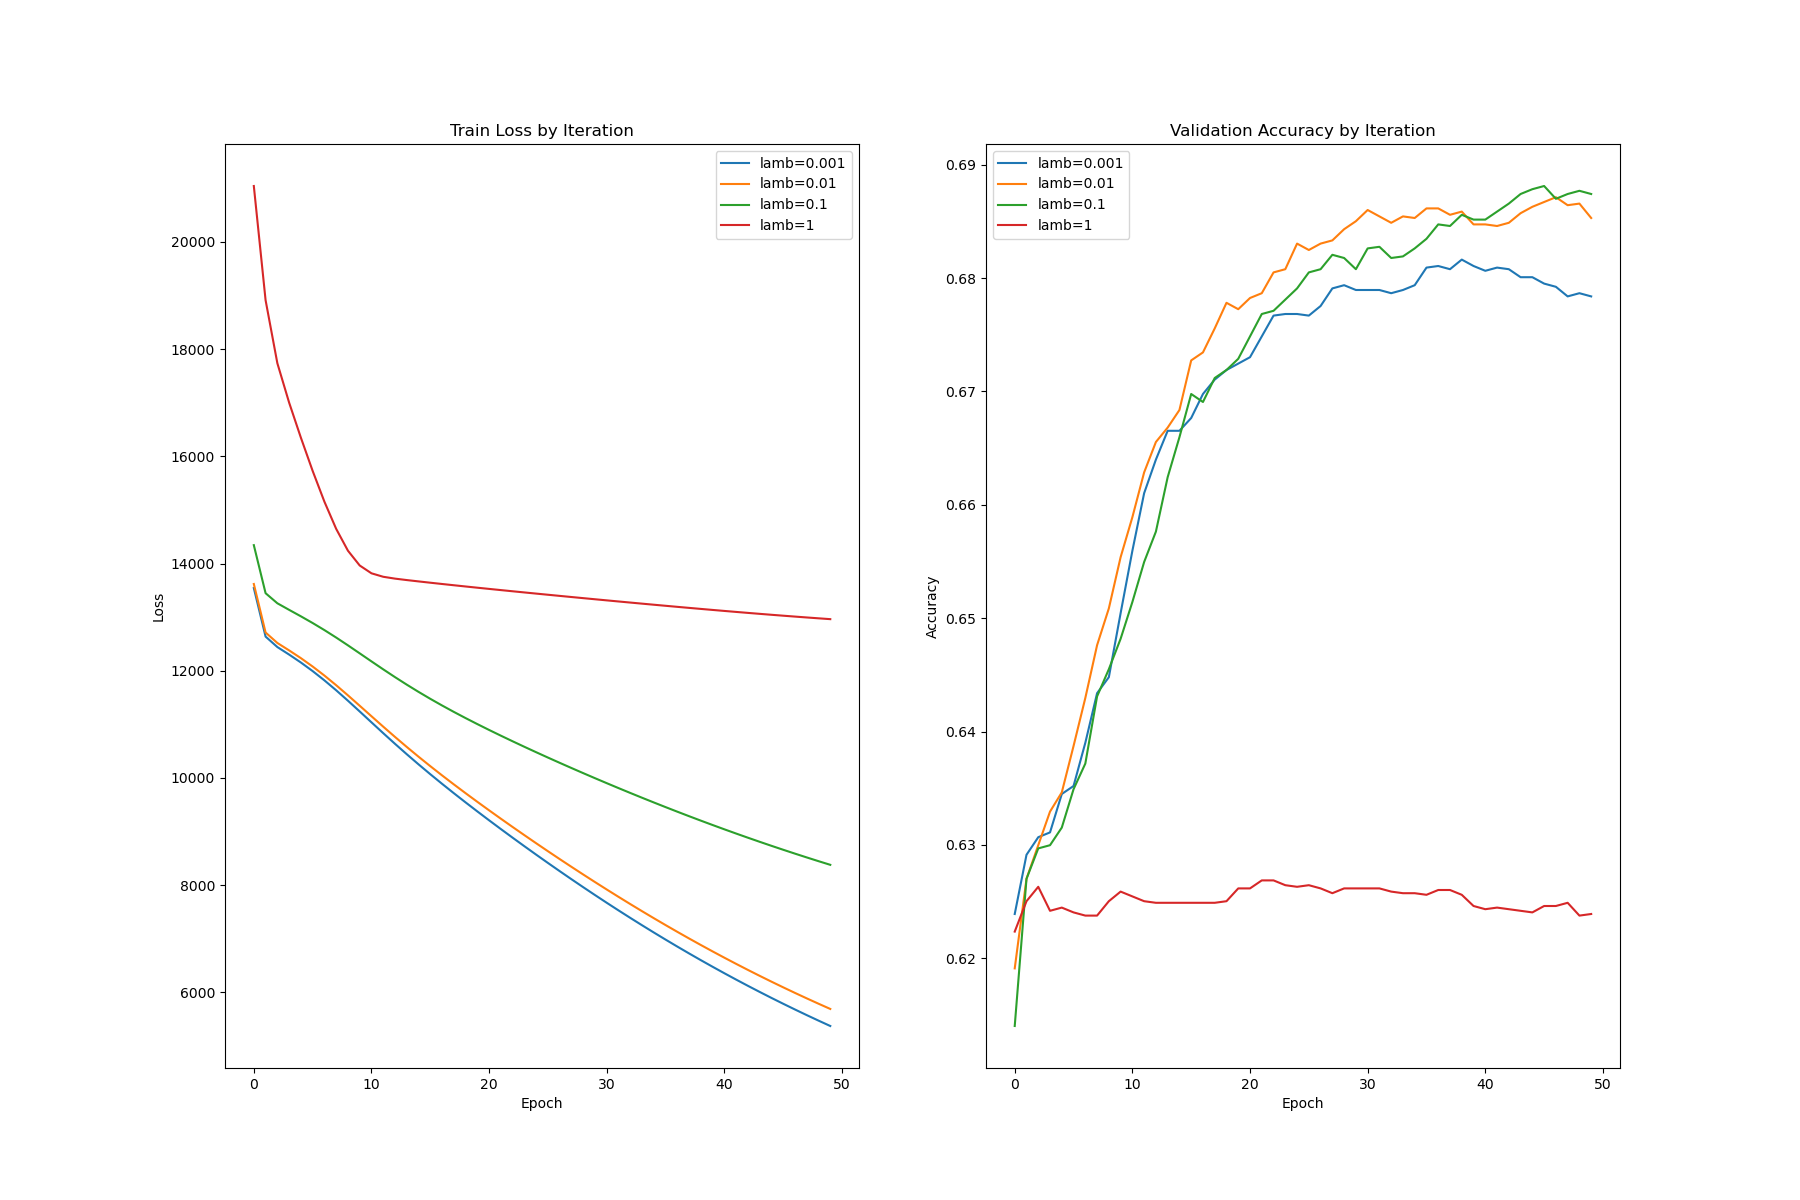 Train Loss by Iteration
lamb=0.001
lamb=0.01
lamb=0.1
lamb=1
20000
18000
16000
14000
12000
10000
8000
6000
Loss
0 10 20 30 40 50
Epoch
Validation Accuracy by Iteration
lamb=0.001
lamb=0.01
lamb=0.1
lamb=1
0.69
0.68
0.67
0.66
0.65
0.64
0.63
0.62
Accuracy
0 10 20 30 40 50
Epoch